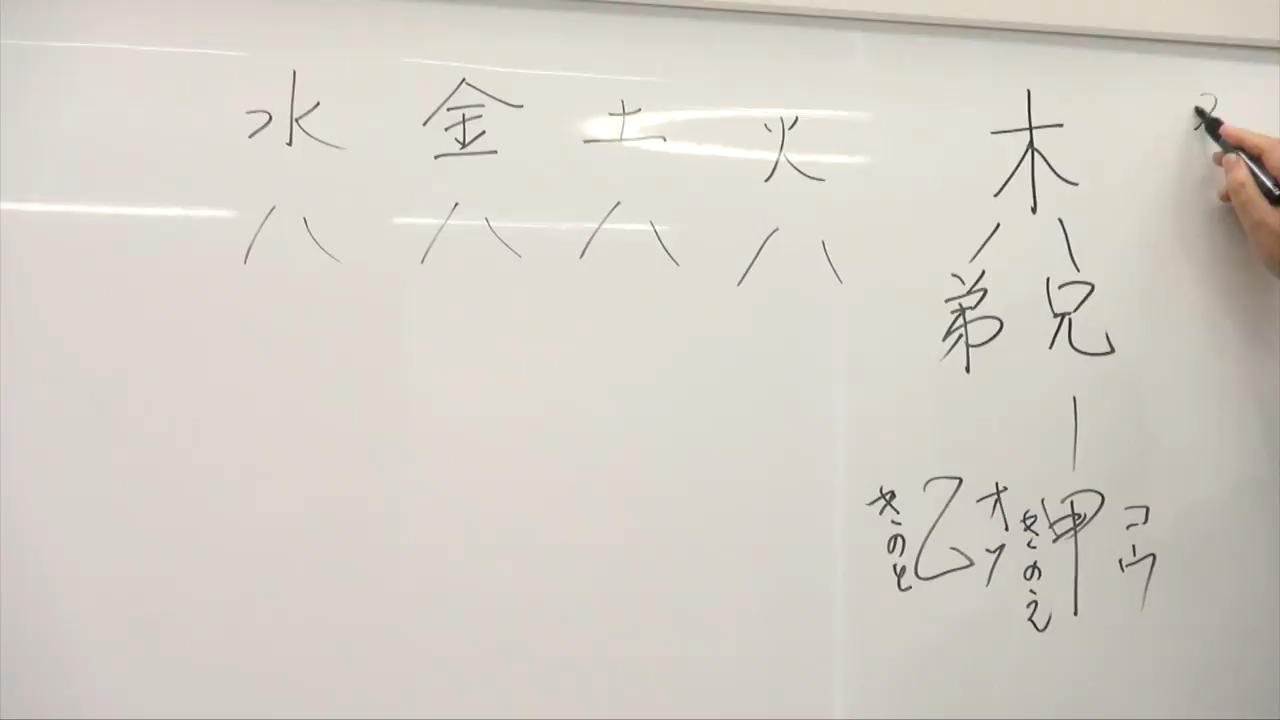 木 火 土 金 水
兄 弟
甲 コウ きのえ
乙 オツ きのと